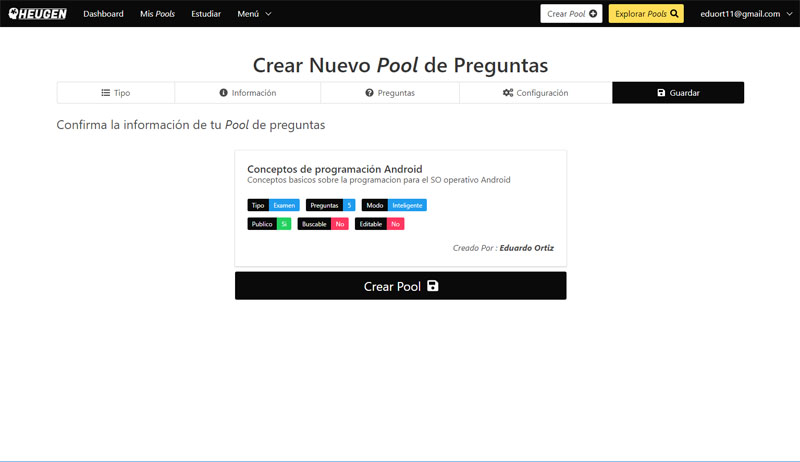 HEUGEN Dashboard Mis Pools Estudiar Menú Crear Pool Explorar Pools eduort11@gmail.com
Crear Nuevo Pool de Preguntas
Tipo Información Preguntas Configuración Guardar
Confirma la información de tu Pool de preguntas
Conceptos de programación Android
Conceptos basicos sobre la programacion para el SO operativo Android
Tipo Examen Preguntas 5 Modo Inteligente
Publico Si Buscable No Editable No
Creado Por : Eduardo Ortiz
Crear Pool